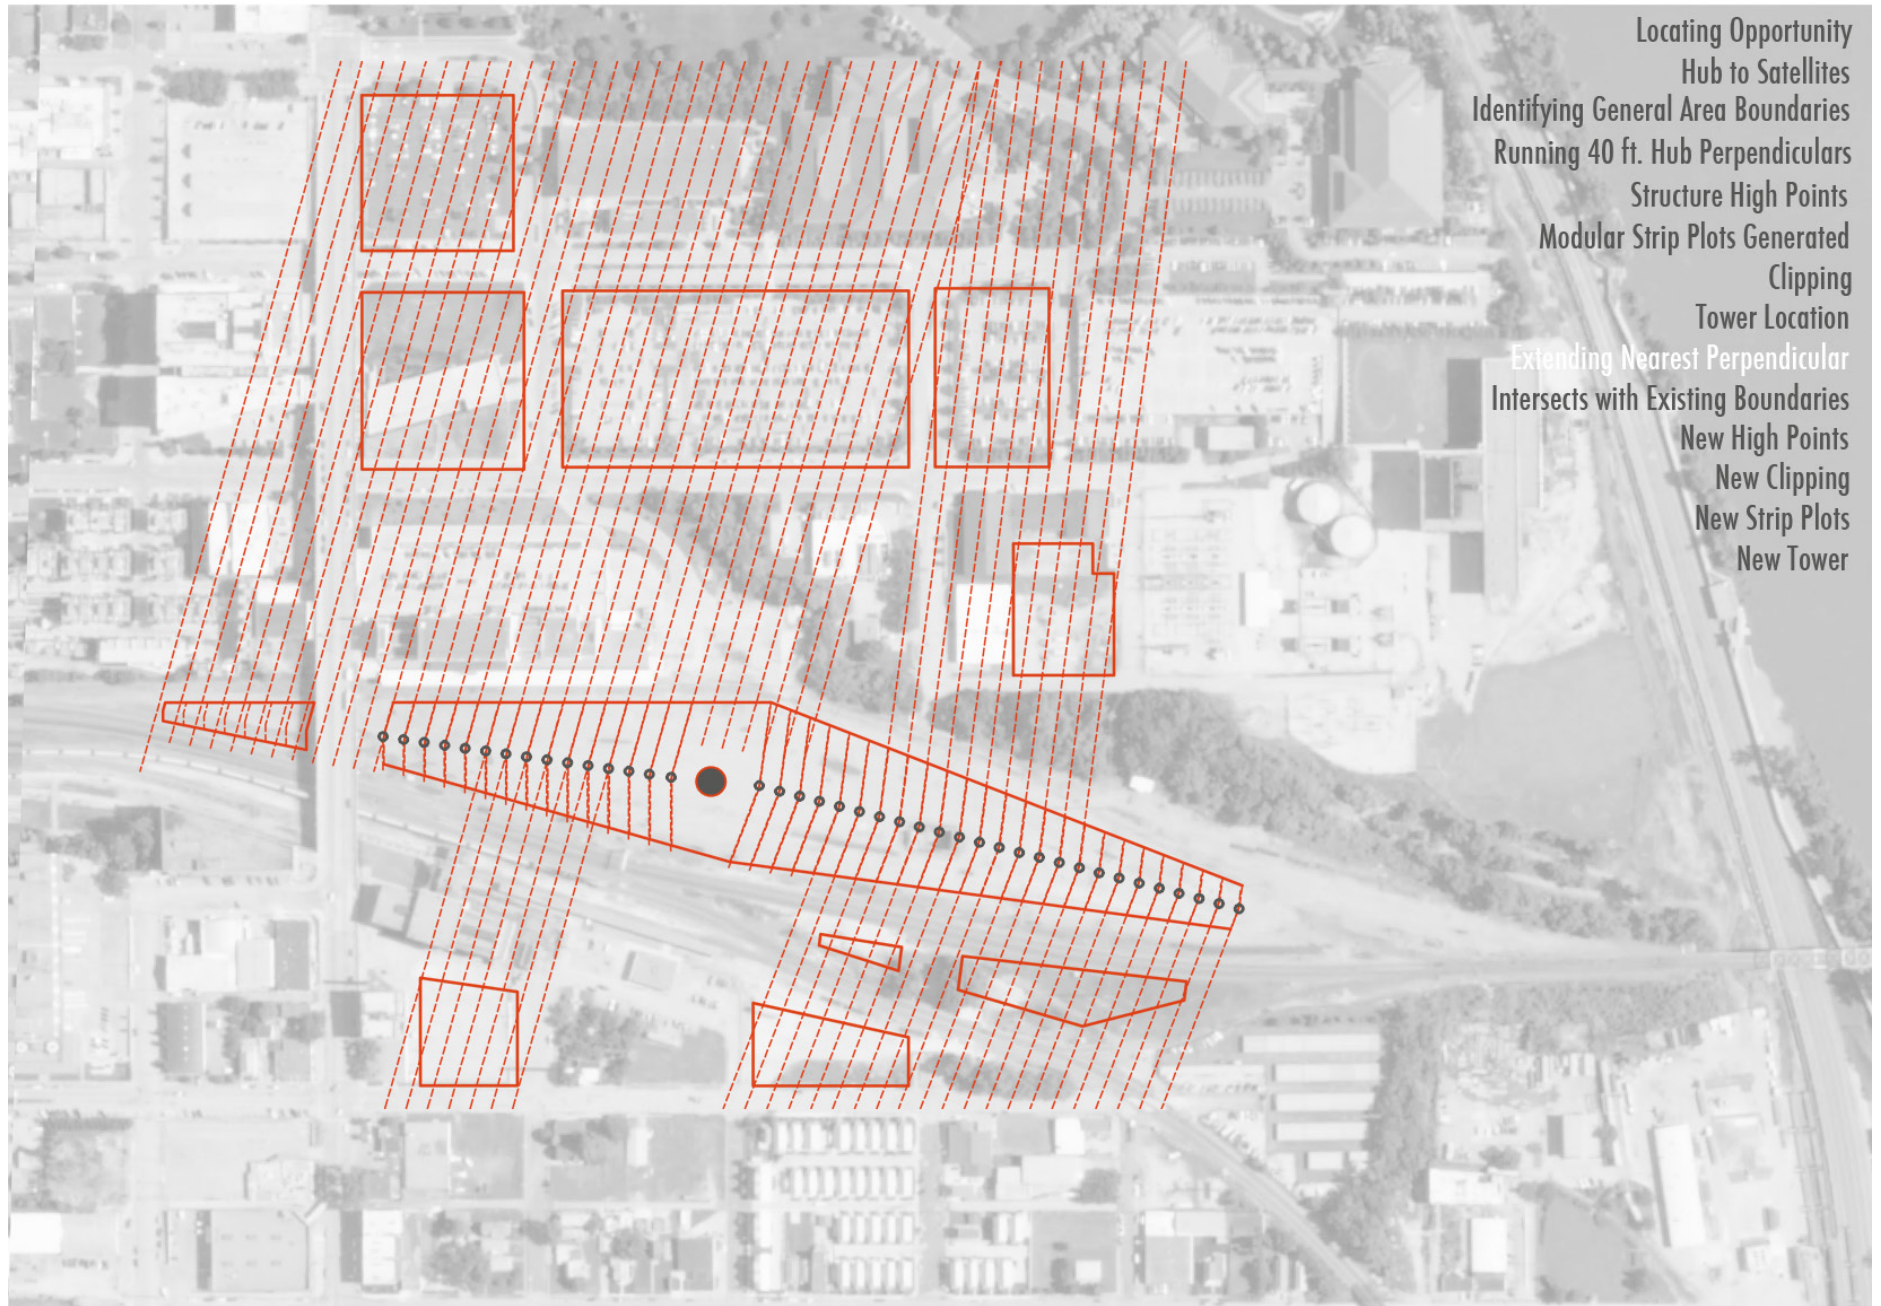 Locating Opportunity
Hub to Satellites
Identifying General Area Boundaries
Running 40 ft. Hub Perpendiculars
Structure High Points
Modular Strip Plots Generated
Clipping
Tower Location
Extending Nearest Perpendicular
Intersects with Existing Boundaries
New High Points
New Clipping
New Strip Plots
New Tower